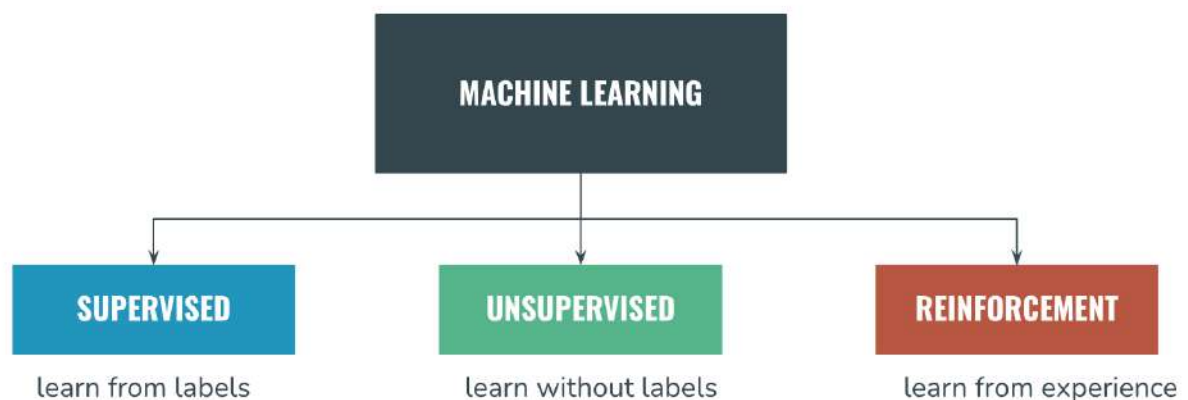 MACHINE LEARNING
SUPERVISED
UNSUPERVISED
REINFORCEMENT
learn from labels
learn without labels
learn from experience